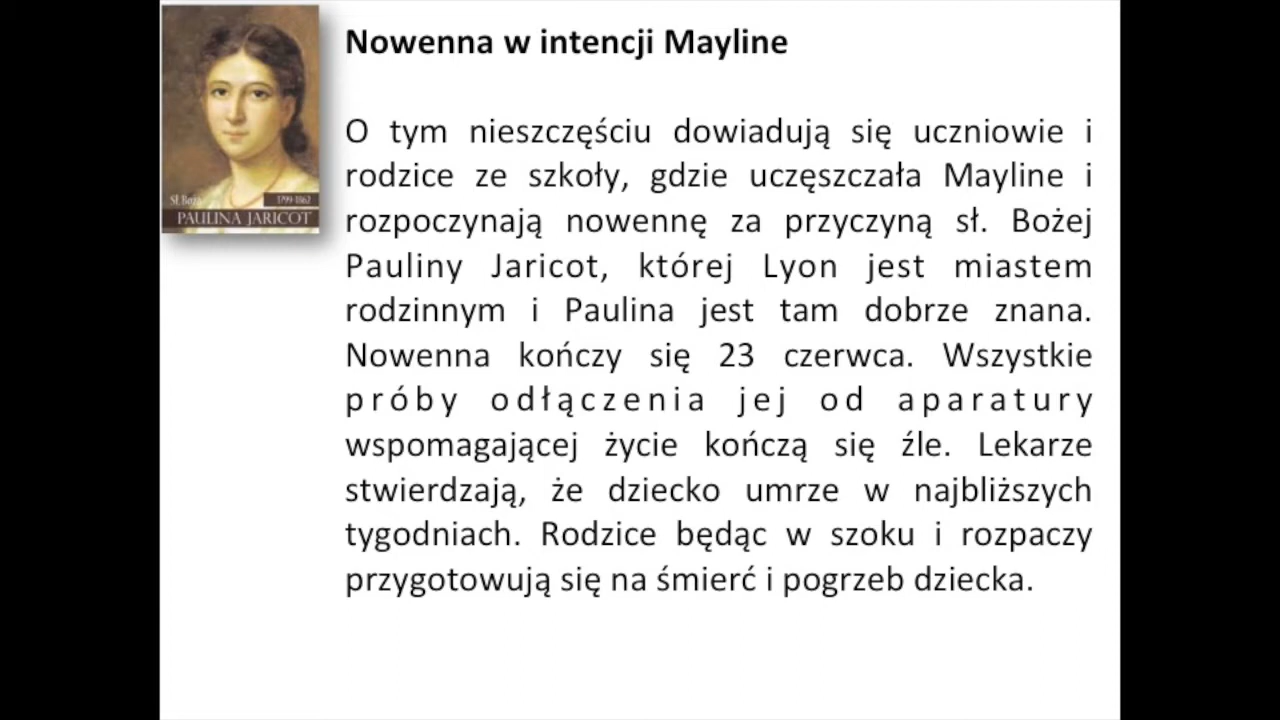 Nowenna w intencji Mayline
O tym nieszczęściu dowiadują się uczniowie i
rodzice ze szkoły, gdzie uczęszczała Mayline i
rozpoczynają nowennę za przyczyną sł. Bożej
Pauliny Jaricot, której Lyon jest miastem
rodzinnym i Paulina jest tam dobrze znana.
Nowenna kończy się 23 czerwca. Wszystkie
próby odłączenia jej od aparatury
wspomagającej życie kończą się źle. Lekarze
stwierdzają, że dziecko umrze w najbliższych
tygodniach. Rodzice będąc w szoku i rozpaczy
przygotowują się na śmierć i pogrzeb dziecka.
Sł. Boża
1799-1862
PAULINA JARICOT